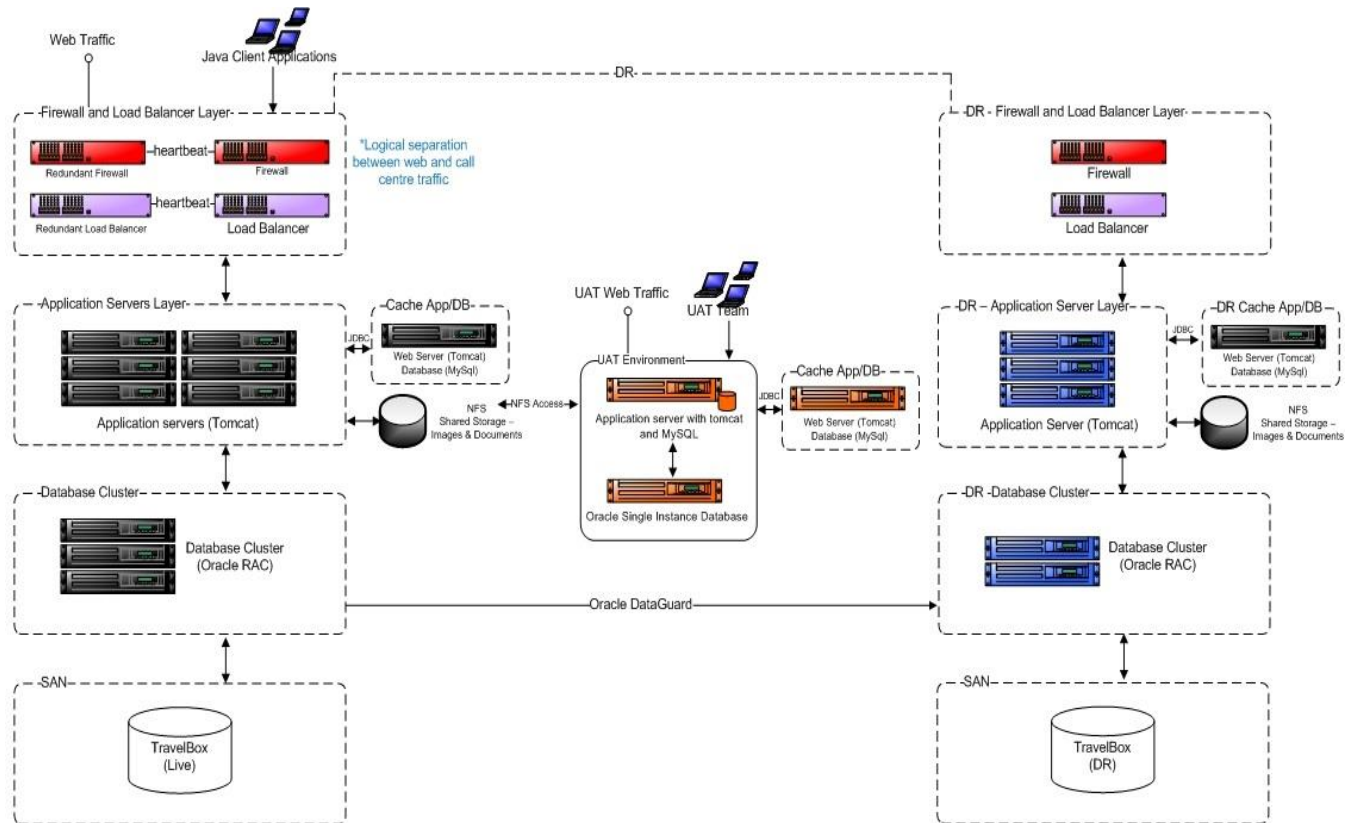 Web Traffic
Java Client Applications
DR
Firewall and Load Balancer Layer
heartbeat
Redundant Firewall
Firewall
heartbeat
Redundant Load Balancer
Load Balancer
*Logical separation
between web and call
centre traffic
DR - Firewall and Load Balancer Layer
Firewall
Load Balancer
Application Servers Layer
Application servers (Tomcat)
JDBC
Cache App/DB
Web Server (Tomcat)
Database (MySql)
NFS
Shared Storage –
Images & Documents
NFS Access
UAT Web Traffic
UAT Team
UAT Environment
Application server with tomcat
and MySQL
Oracle Single Instance Database
JDBC
Cache App/DB
Web Server (Tomcat)
Database (MySql)
DR – Application Server Layer
Application Server (Tomcat)
JDBC
DR Cache App/DB
Web Server (Tomcat)
Database (MySql)
NFS
Shared Storage –
Images & Documents
Database Cluster
Database Cluster
(Oracle RAC)
Oracle DataGuard
DR -Database Cluster
Database Cluster
(Oracle RAC)
SAN
TravelBox
(Live)
SAN
TravelBox
(DR)